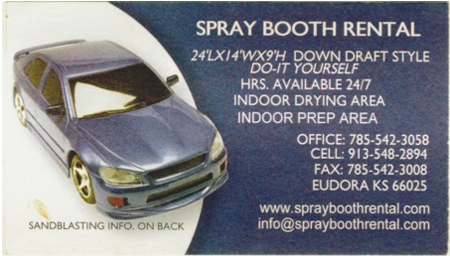 SPRAY BOOTH RENTAL
24'LX14'WX9'H DOWN DRAFT STYLE
DO-IT YOURSELF
HRS. AVAILABLE 24/7
INDOOR DRYING AREA
INDOOR PREP AREA
OFFICE: 785-542-3058
CELL: 913-548-2894
FAX: 785-542-3008
EUDORA KS 66025
www.sprayboothrental.com
info@sprayboothrental.com
SANDBLASTING INFO. ON BACK